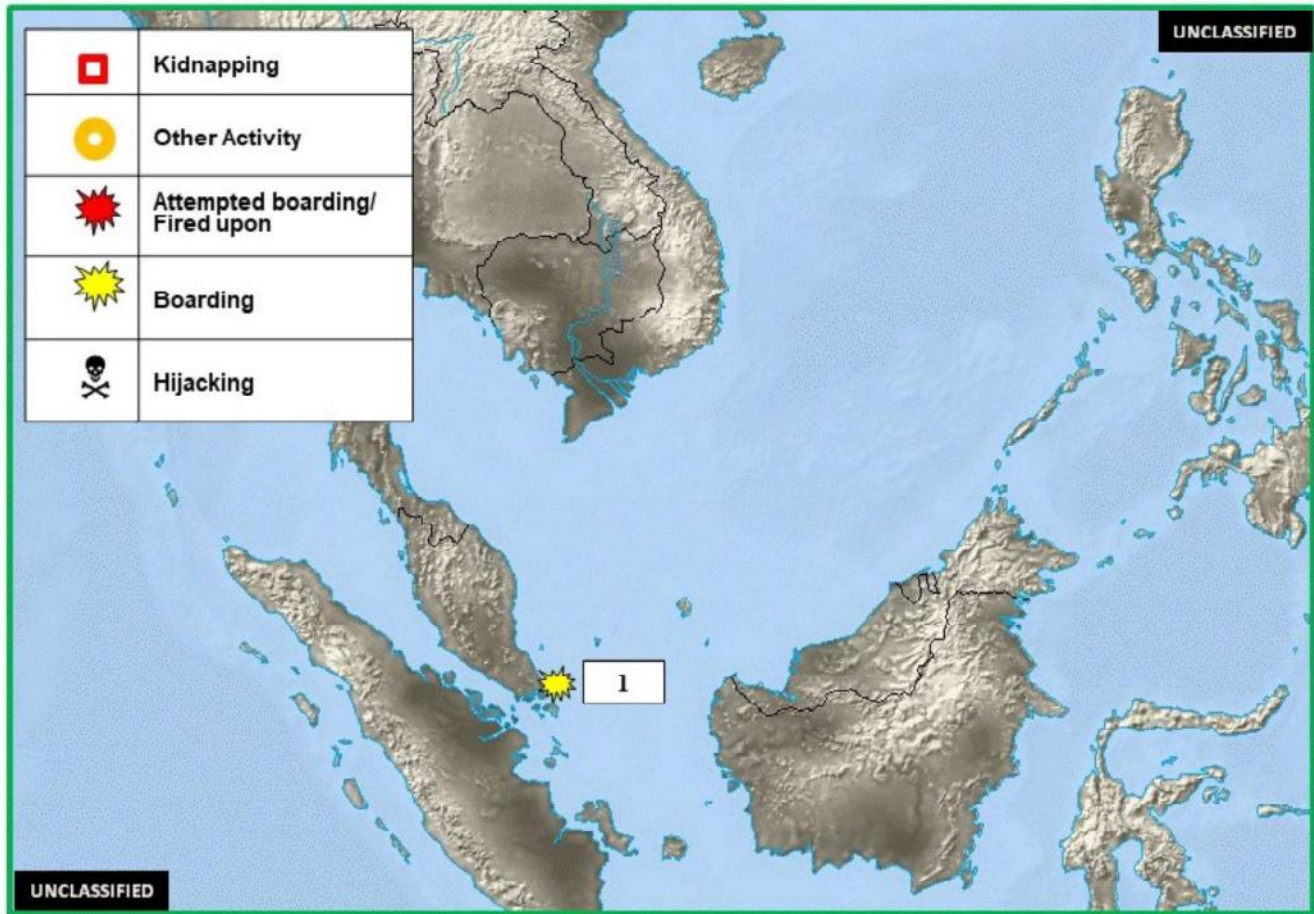 UNCLASSIFIED
Kidnapping
Other Activity
Attempted boarding/
Fired upon
Boarding
Hijacking
1
UNCLASSIFIED